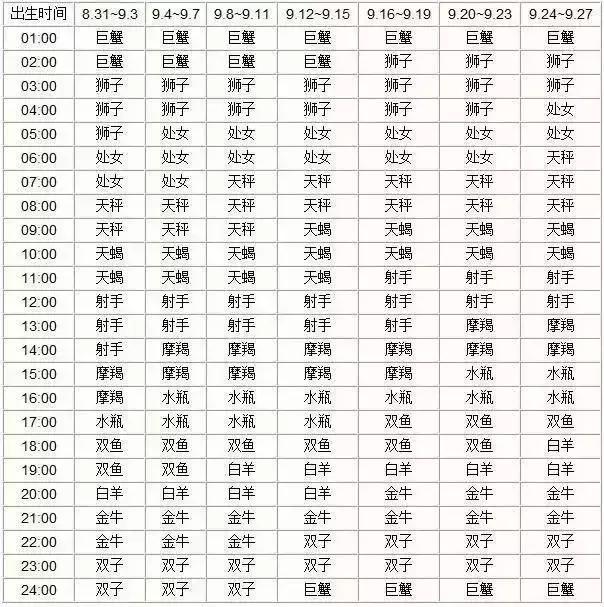 出生时间 8.31~9.3 9.4~9.7 9.8~9.11 9.12~9.15 9.16~9.19 9.20~9.23 9.24~9.27
01:00 巨蟹 巨蟹 巨蟹 巨蟹 巨蟹 巨蟹 巨蟹
02:00 巨蟹 巨蟹 巨蟹 巨蟹 狮子 狮子 狮子
03:00 狮子 狮子 狮子 狮子 狮子 狮子 狮子
04:00 狮子 狮子 狮子 狮子 狮子 狮子 处女
05:00 狮子 处女 处女 处女 处女 处女 处女
06:00 处女 处女 处女 处女 处女 处女 天秤
07:00 处女 处女 天秤 天秤 天秤 天秤 天秤
08:00 天秤 天秤 天秤 天秤 天秤 天秤 天秤
09:00 天秤 天秤 天秤 天蝎 天蝎 天蝎 天蝎
10:00 天蝎 天蝎 天蝎 天蝎 天蝎 天蝎 天蝎
11:00 天蝎 天蝎 天蝎 天蝎 射手 射手 射手
12:00 射手 射手 射手 射手 射手 射手 射手
13:00 射手 射手 射手 射手 射手 摩羯 摩羯
14:00 射手 摩羯 摩羯 摩羯 摩羯 摩羯 摩羯
15:00 摩羯 摩羯 摩羯 摩羯 摩羯 水瓶 水瓶
16:00 摩羯 水瓶 水瓶 水瓶 水瓶 水瓶 水瓶
17:00 水瓶 水瓶 水瓶 水瓶 双鱼 双鱼 双鱼
18:00 双鱼 双鱼 双鱼 双鱼 双鱼 双鱼 白羊
19:00 双鱼 双鱼 白羊 白羊 白羊 白羊 白羊
20:00 白羊 白羊 白羊 白羊 金牛 金牛 金牛
21:00 金牛 金牛 金牛 金牛 金牛 金牛 金牛
22:00 金牛 金牛 金牛 双子 双子 双子 双子
23:00 双子 双子 双子 双子 双子 双子 双子
24:00 双子 双子 双子 巨蟹 巨蟹 巨蟹 巨蟹